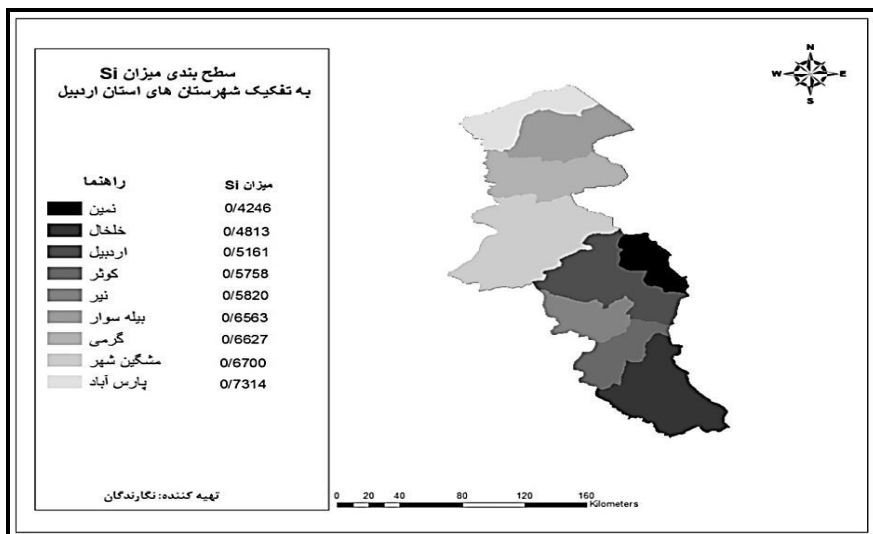 سطح بندی میزان Si
به تفکیک شهرستان های استان اردبیل
راهنما میزان Si
نمین 0/4246
خلخال 0/4813
اردبیل 0/5161
کوثر 0/5758
نیر 0/5820
بیله سوار 0/6563
گرمی 0/6627
مشگین شهر 0/6700
پارس آباد 0/7314
تهیه کننده: نگارندگان
N
W E
S
0 20 40 80 120 160
Kilometers